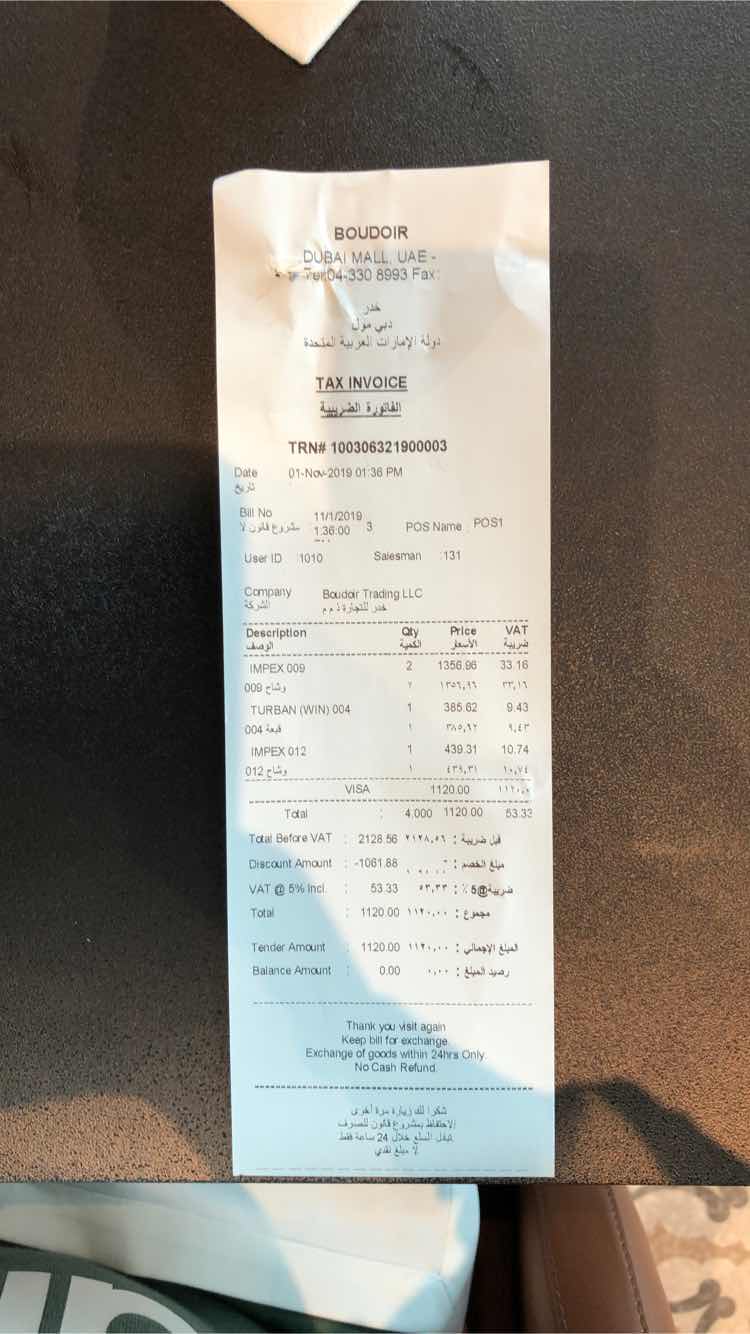 BOUDOIR
DUBAI MALL, UAE -
Tel:04-330 8993 Fax:
خدر
دبي مول
دولة الإمارات العربية المتحدة
TAX INVOICE
الفاتورة الضريبية
TRN# 100306321900003
Date 01-Nov-2019 01:36 PM
تاريخ
Bill No 11/1/2019
مشروع قانون لا 1:36:00 3 POS Name : POS1
User ID : 1010 Salesman :131
Company Boudoir Trading LLC
الشركة خدر للتجارة ذ م م
Description Qty Price VAT
الوصف الكمية الأسعار ضريبة
IMPEX 009 2 1356.96 33.16
وشاح 009 ٢ ١٣٥٦,٩٦ ٣٣,١٦
TURBAN (WIN) 004 1 385.62 9.43
قبعة 004 ١ ٣٨٥,٦٢ ٩,٤٣
IMPEX 012 1 439.31 10.74
وشاح 012 ١ ٤٣٩,٣١ ١٠,٧٤
VISA 1120.00
Total : 4.000 1120.00 53.33
Total Before VAT : 2128.56 ٢١٢٨,٥٦ : قبل ضريبة
Discount Amount : -1061.88 : مبلغ الخصم
VAT @ 5% Incl. : 53.33 ٥٣,٣٣ : ضريبة@5٪
Total : 1120.00 ١١٢٠,٠٠ : مجموع
Tender Amount : 1120.00 ١١٢٠,٠٠ : المبلغ الإجمالي
Balance Amount : 0.00 ٠,٠٠ : رصيد المبلغ
Thank you visit again
Keep bill for exchange.
Exchange of goods within 24hrs Only.
No Cash Refund.
شكرا لك زيارة مرة أخرى
الاحتفاظ بمشروع قانون للصرف
تبادل السلع خلال 24 ساعة فقط
لا مبلغ نقدي